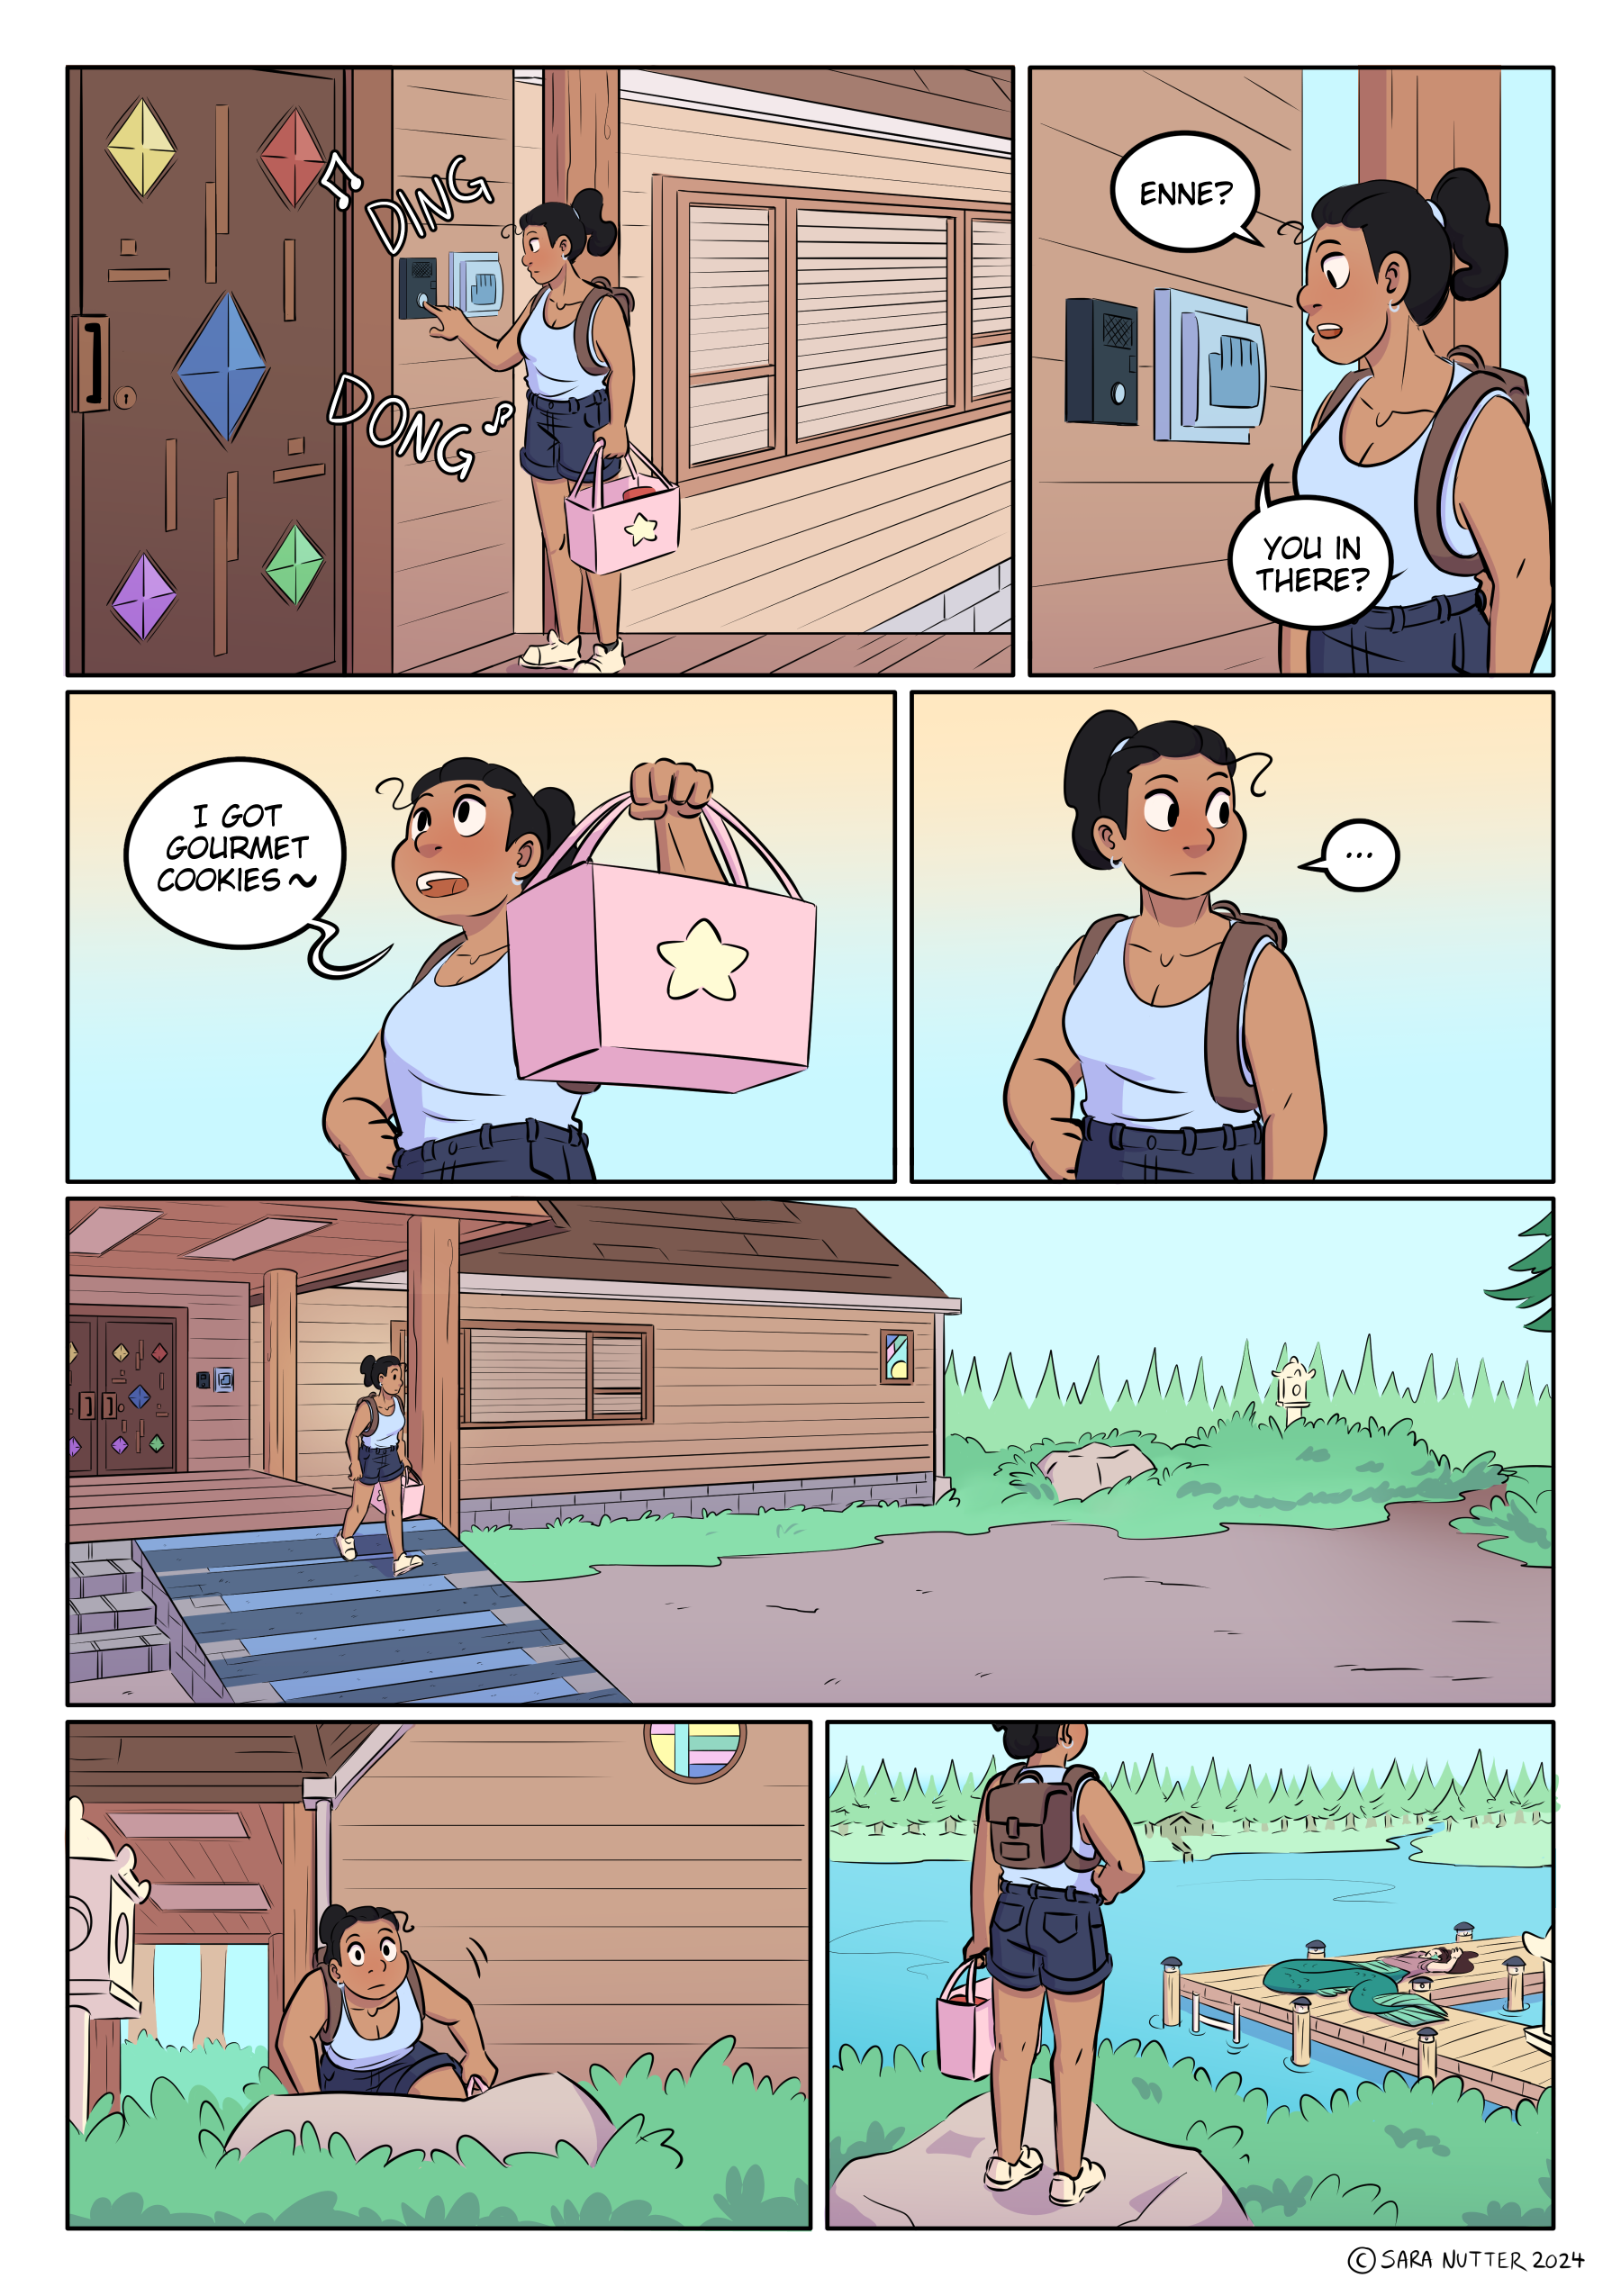 ♫ DING
DONG ♪
ENNE?
YOU IN
THERE?
I GOT
GOURMET
COOKIES ~
...
© SARA NUTTER 2024